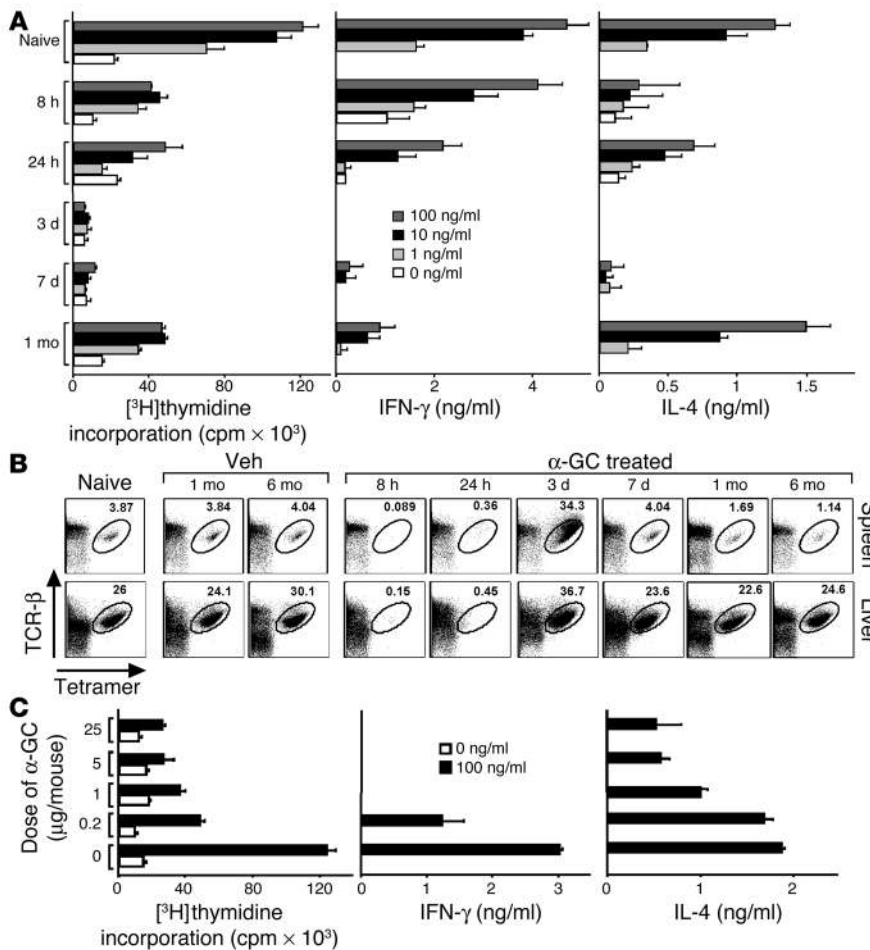 A
Naive
8 h
24 h
3 d
7 d
1 mo
100 ng/ml
10 ng/ml
1 ng/ml
0 ng/ml
0 40 80 120
0 2 4
0 0.5 1 1.5
[³H]thymidine
incorporation (cpm × 10³)
IFN-γ (ng/ml)
IL-4 (ng/ml)
B
Naive
Veh
α-GC treated
1 mo 6 mo 8 h 24 h 3 d 7 d 1 mo 6 mo
3.87 3.84 4.04 0.089 0.36 34.3 4.04 1.69 1.14
Spleen
26 24.1 30.1 0.15 0.45 36.7 23.6 22.6 24.6
Liver
TCR-β
Tetramer
C
Dose of α-GC
(μg/mouse)
25
5
1
0.2
0
0 ng/ml
100 ng/ml
0 40 80 120
0 1 2 3
0 1 2
[³H]thymidine
incorporation (cpm × 10³)
IFN-γ (ng/ml)
IL-4 (ng/ml)